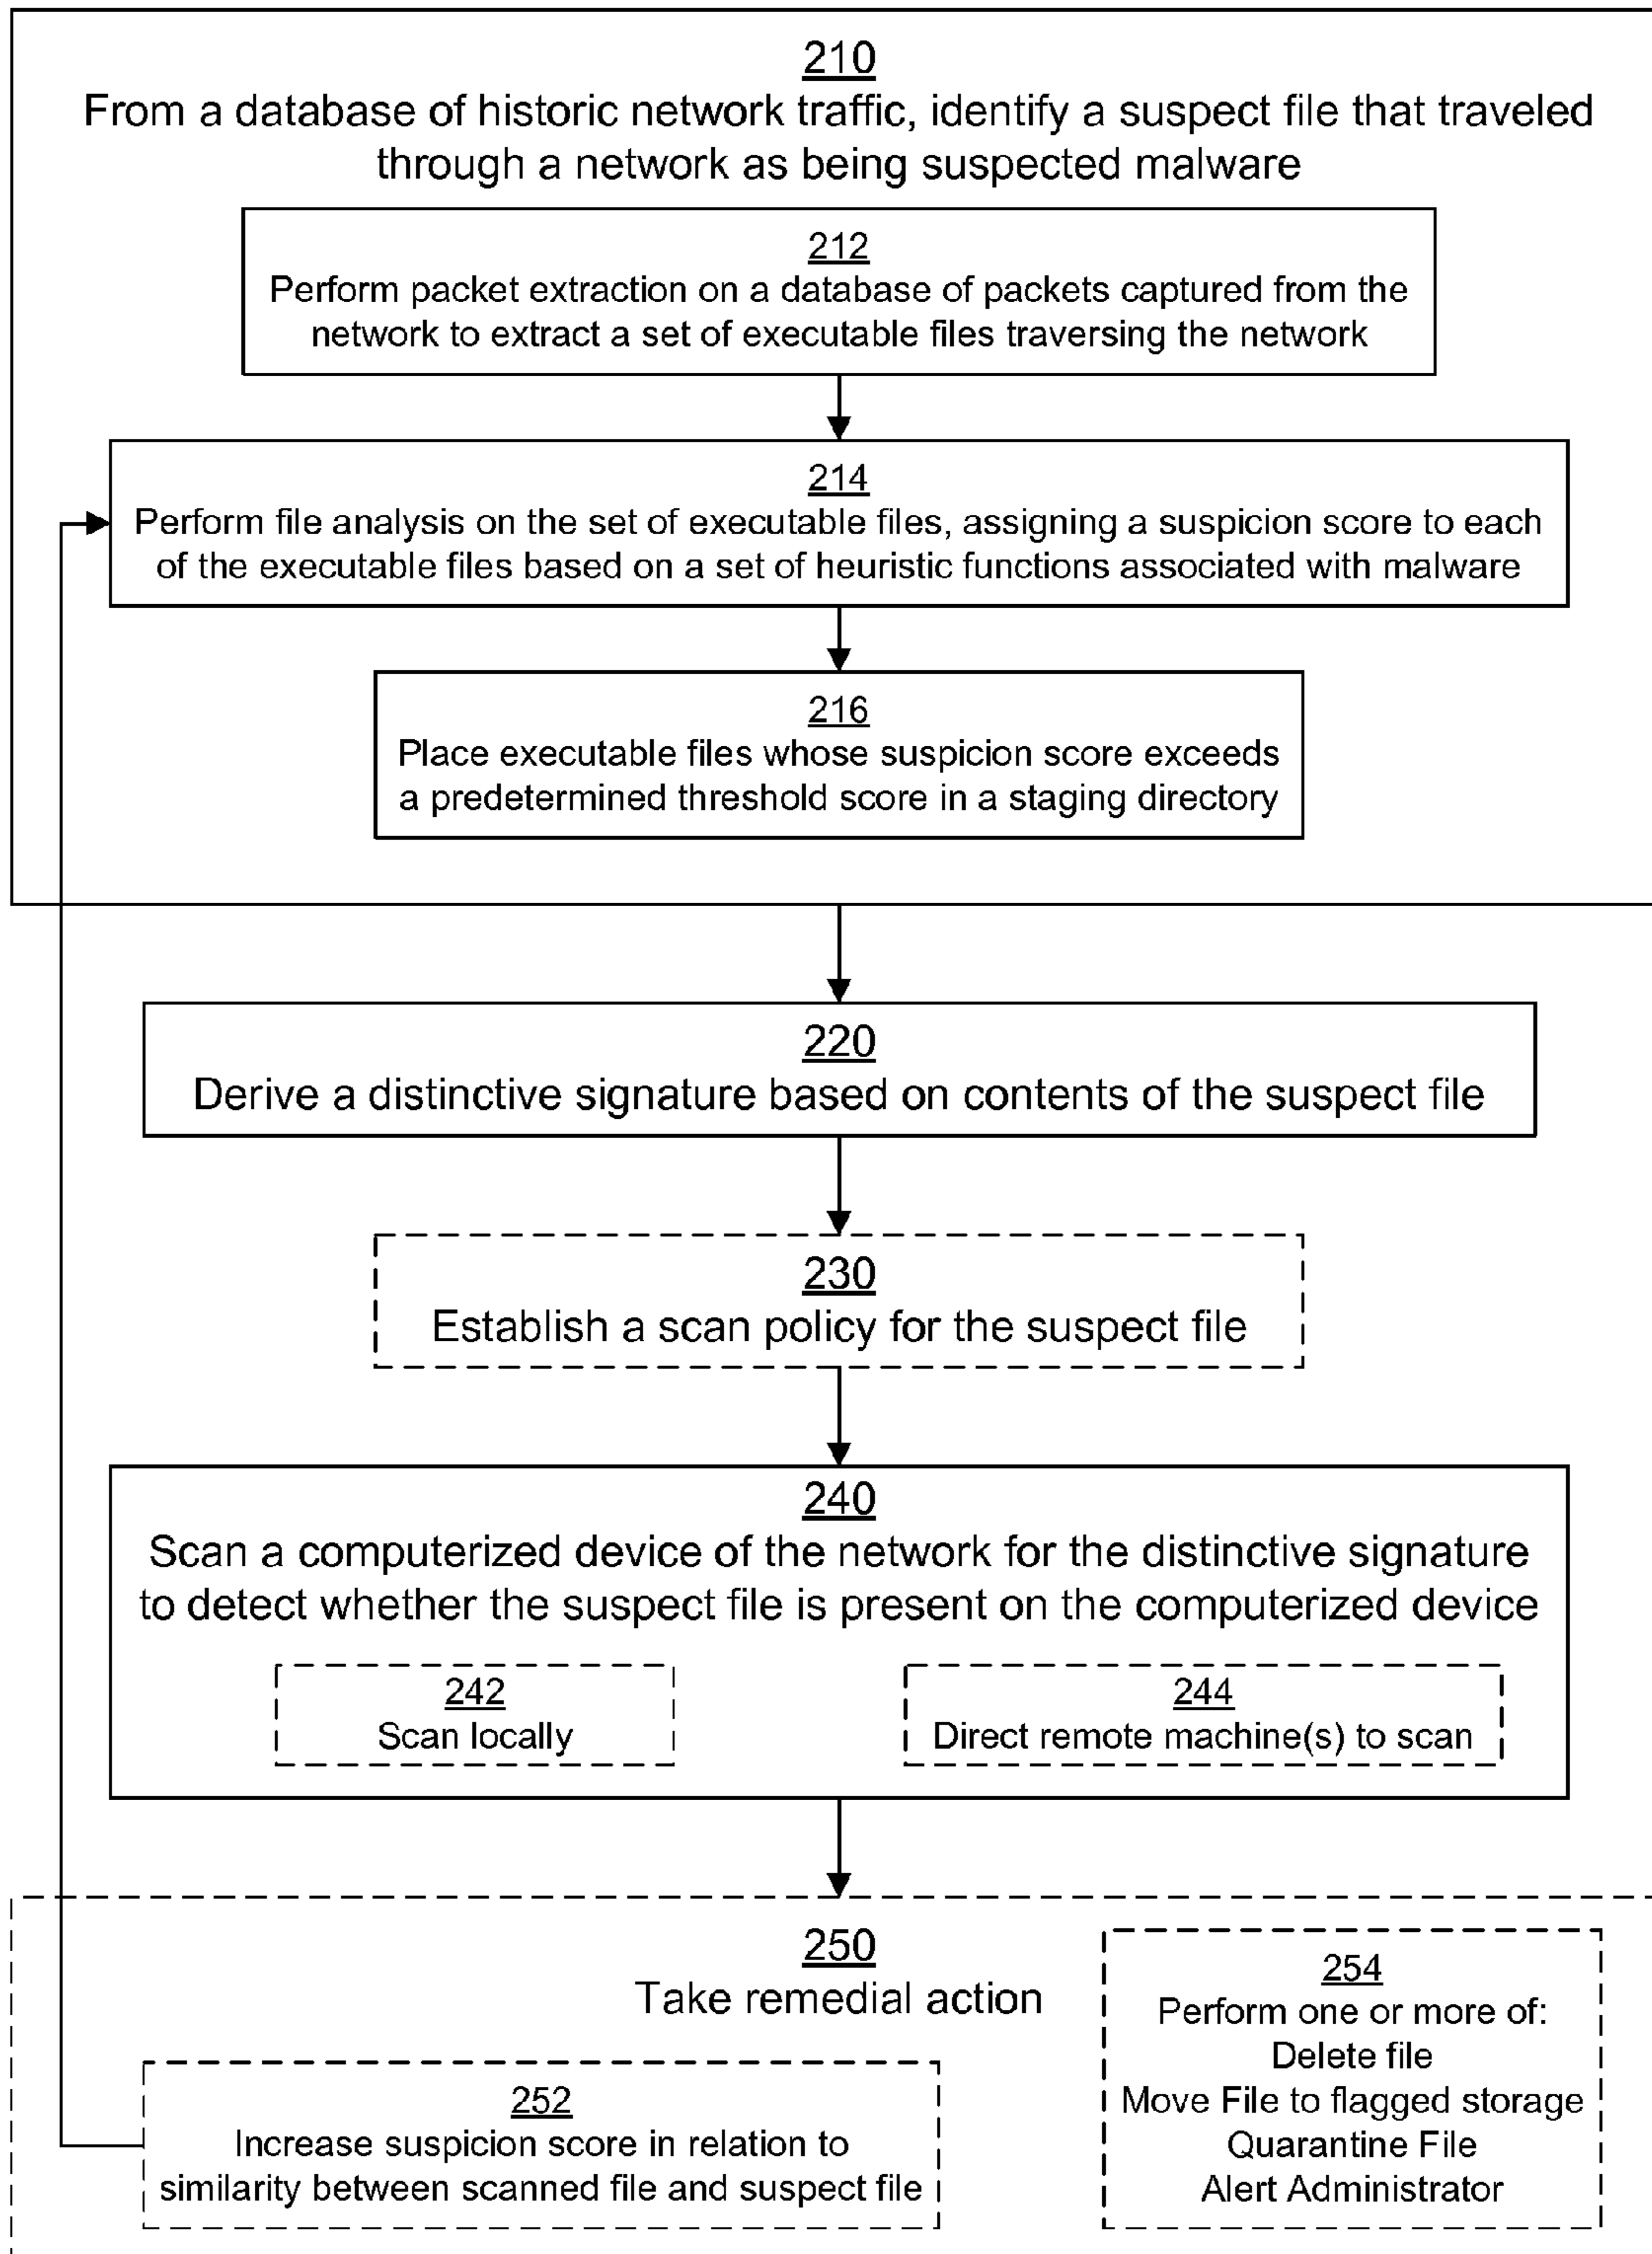 210
From a database of historic network traffic, identify a suspect file that traveled
through a network as being suspected malware
212
Perform packet extraction on a database of packets captured from the
network to extract a set of executable files traversing the network
214
Perform file analysis on the set of executable files, assigning a suspicion score to each
of the executable files based on a set of heuristic functions associated with malware
216
Place executable files whose suspicion score exceeds
a predetermined threshold score in a staging directory
220
Derive a distinctive signature based on contents of the suspect file
230
Establish a scan policy for the suspect file
240
Scan a computerized device of the network for the distinctive signature
to detect whether the suspect file is present on the computerized device
242
Scan locally
244
Direct remote machine(s) to scan
250
Take remedial action
252
Increase suspicion score in relation to
similarity between scanned file and suspect file
254
Perform one or more of:
Delete file
Move File to flagged storage
Quarantine File
Alert Administrator